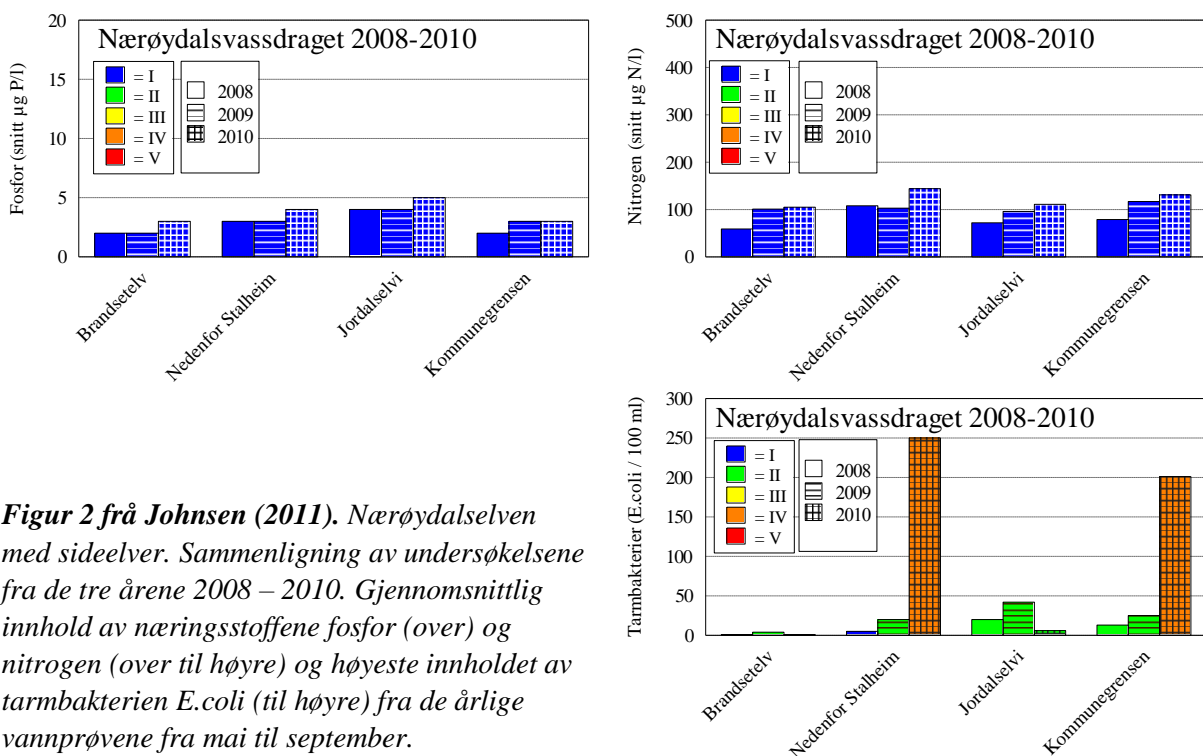 Nærøydalsvassdraget 2008-2010
Fosfor (snitt µg P/l)
20
15
10
5
0
= I
= II
= III
= IV
= V
2008
2009
2010
Brandsetelv
Nedenfor Stalheim
Jordalselvi
Kommunegrensen
Nærøydalsvassdraget 2008-2010
Nitrogen (snitt µg N/l)
500
400
300
200
100
0
= I
= II
= III
= IV
= V
2008
2009
2010
Brandsetelv
Nedenfor Stalheim
Jordalselvi
Kommunegrensen
Nærøydalsvassdraget 2008-2010
Tarmbakterier (E.coli / 100 ml)
300
250
200
150
100
50
0
= I
= II
= III
= IV
= V
2008
2009
2010
Brandsetelv
Nedenfor Stalheim
Jordalselvi
Kommunegrensen
Figur 2 frå Johnsen (2011). Nærøydalselven
med sideelver. Sammenligning av undersøkelsene
fra de tre årene 2008 – 2010. Gjennomsnittlig
innhold av næringsstoffene fosfor (over) og
nitrogen (over til høyre) og høyeste innholdet av
tarmbakterien E.coli (til høyre) fra de årlige
vannprøvene fra mai til september.